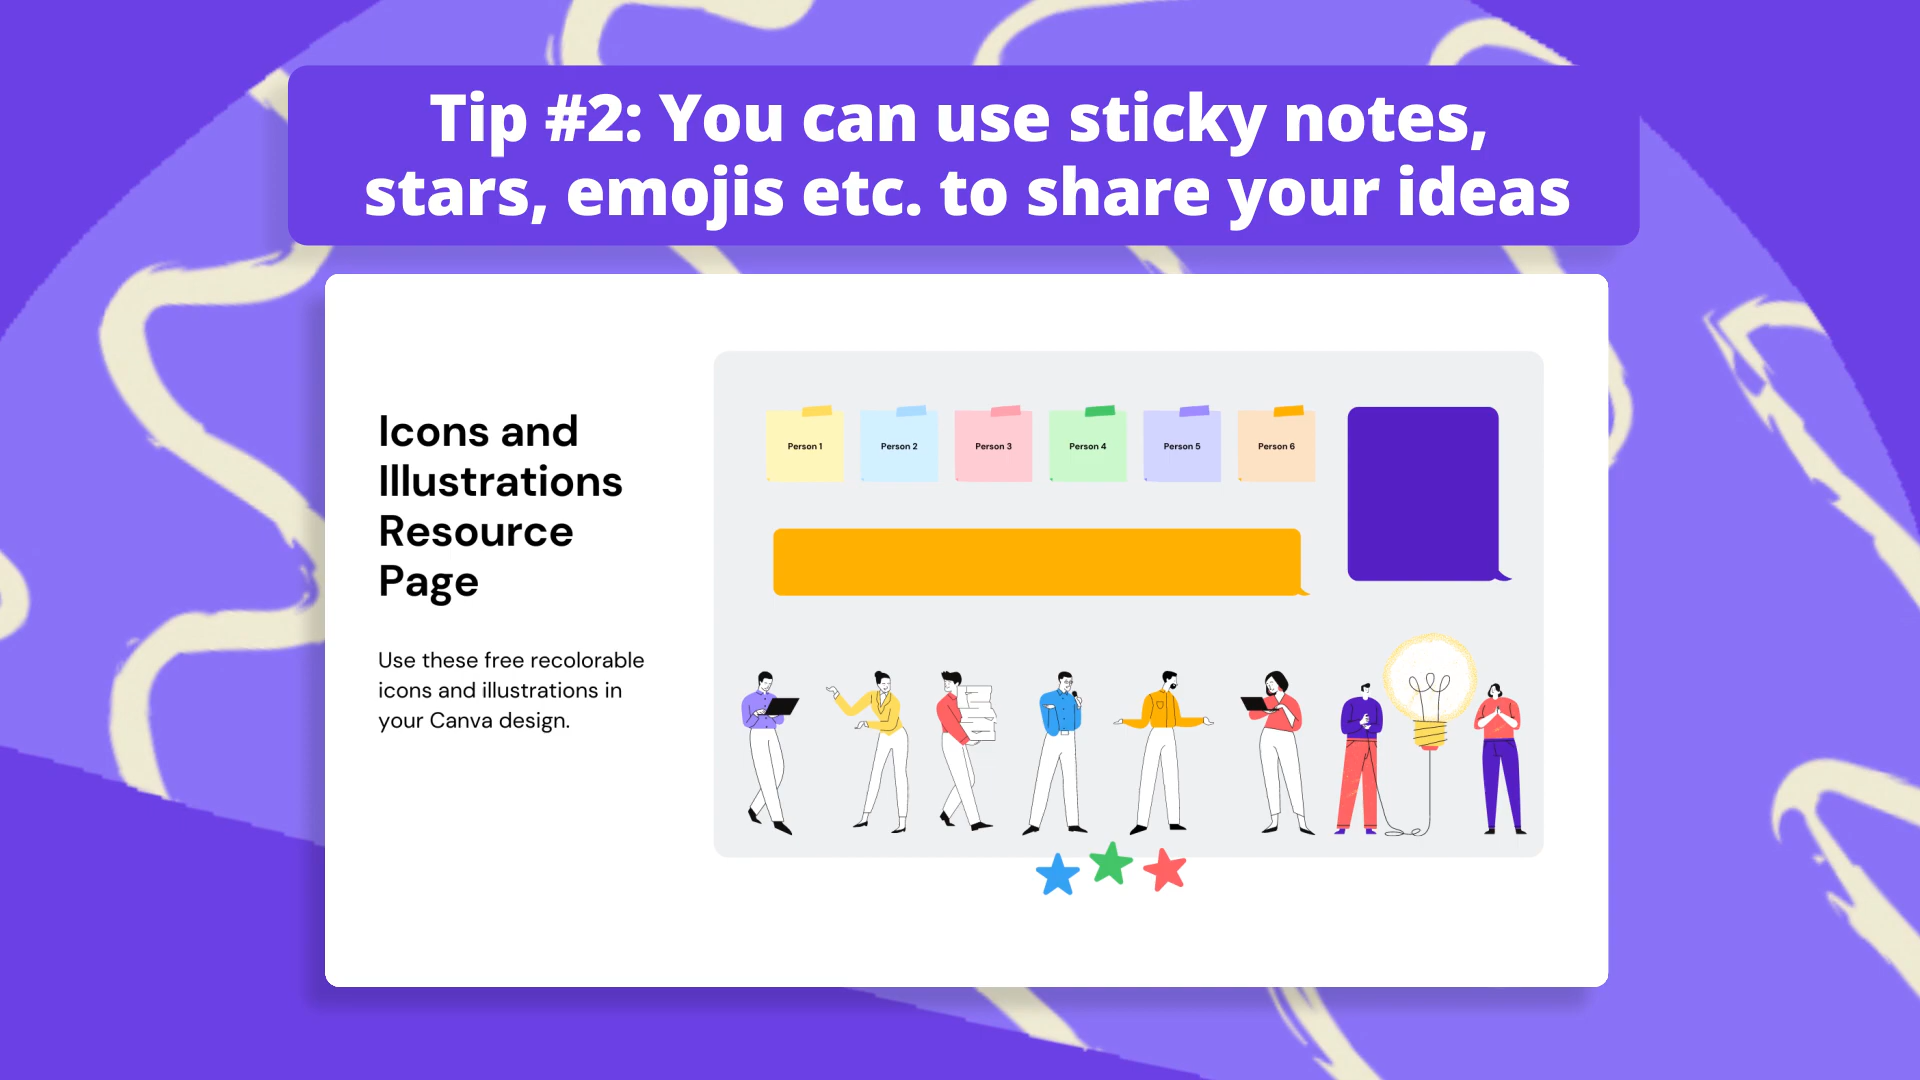 Tip #2: You can use sticky notes,
stars, emojis etc. to share your ideas
Icons and
Illustrations
Resource
Page
Use these free recolorable
icons and illustrations in
your Canva design.
Person 1
Person 2
Person 3
Person 4
Person 5
Person 6